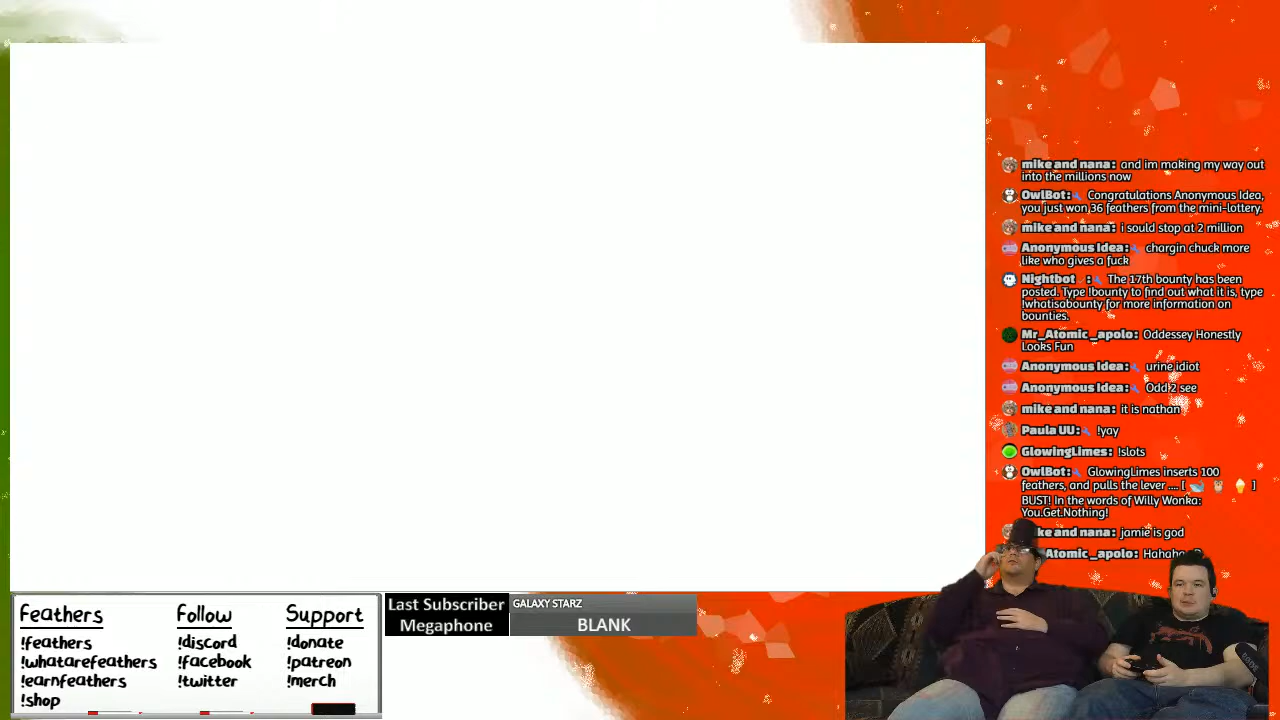 mike and nana: and im making my way out
into the millions now
OwlBot: Congratulations Anonymous Idea,
you just won 36 feathers from the mini-lottery.
mike and nana: i sould stop at 2 million
Anonymous Idea: chargin chuck more
like who gives a fuck
Nightbot : The 17th bounty has been
posted. Type !bounty to find out what it is, type
!whatisabounty for more information on
bounties.
Mr_Atomic_apolo: Oddessey Honestly
Looks Fun
Anonymous Idea: urine idiot
Anonymous Idea: Odd 2 see
mike and nana: it is nathan
Paula UU: !yay
GlowingLimes: !slots
OwlBot: GlowingLimes inserts 100
feathers, and pulls the lever .... [ ]
BUST! In the words of Willy Wonka:
You.Get.Nothing!
ke and nana: jamie is god
Atomic_apolo: Hahaha
feathers
!feathers
!whatarefeathers
!earnfeathers
!shop
follow
!discord
!facebook
!twitter
Support
!donate
!patreon
!merch
Last Subscriber
Megaphone
GALAXY STARZ
BLANK